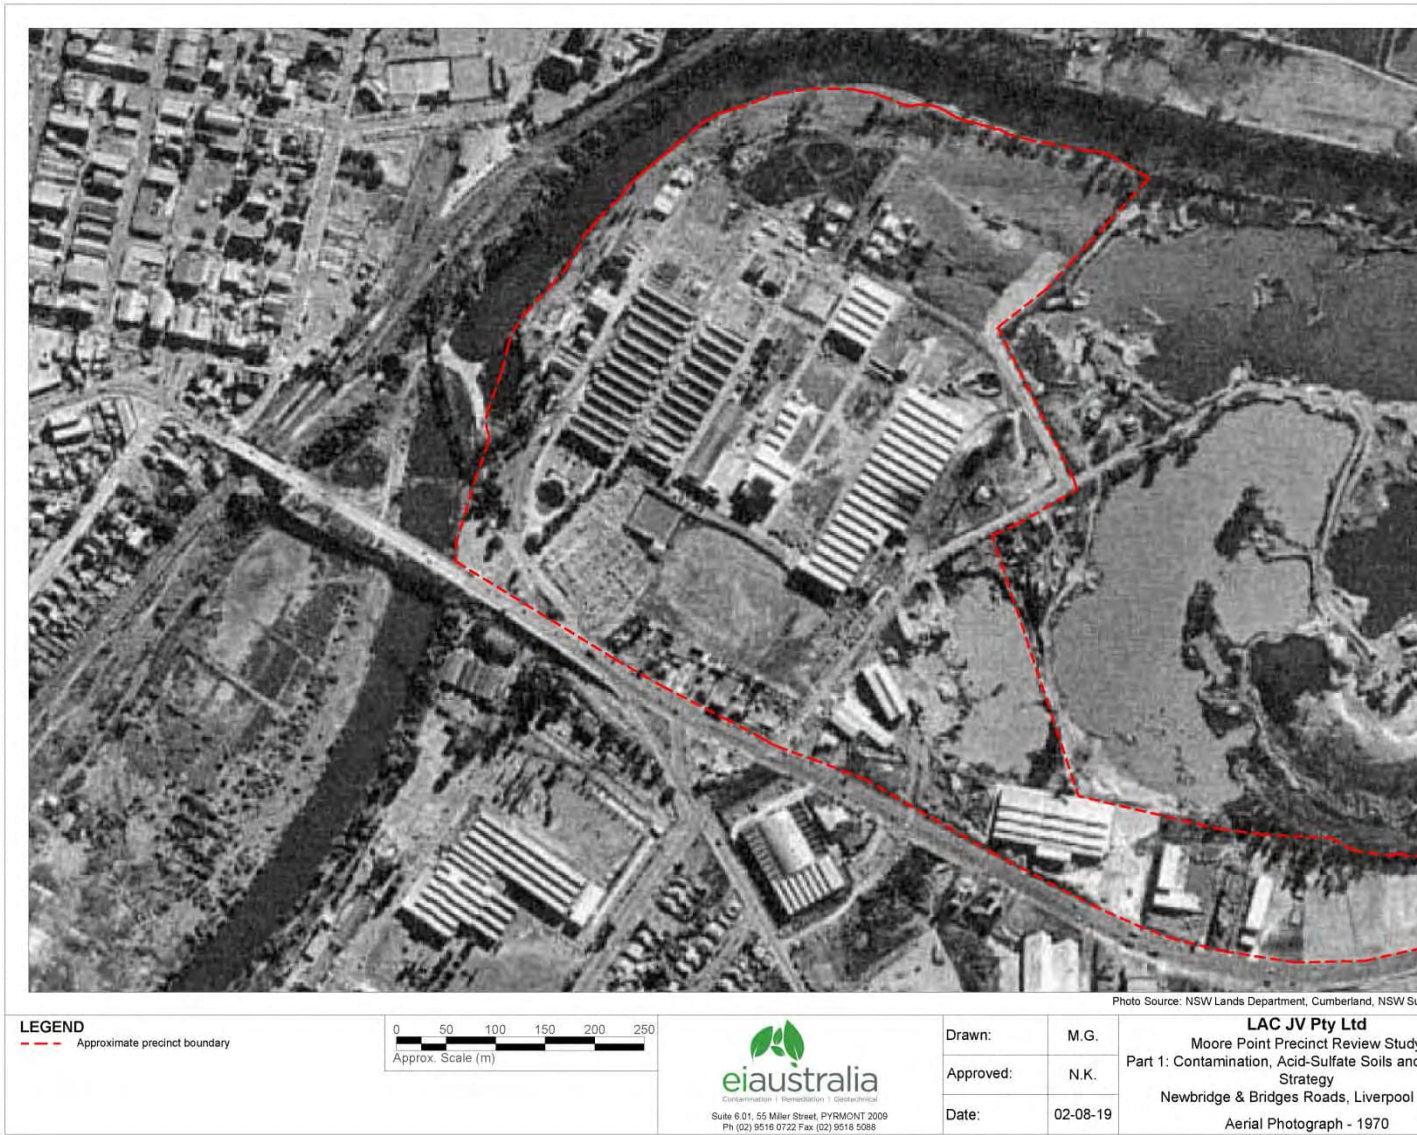 Photo Source: NSW Lands Department, Cumberland, NSW Su
LEGEND
Approximate precinct boundary
0 50 100 150 200 250
Approx. Scale (m)
eiaustralia
Contamination | Remediation | Geotechnical
Suite 6.01, 55 Miller Street, PYRMONT 2009
Ph (02) 9516 0722 Fax (02) 9518 5088
Drawn: M.G.
Approved: N.K.
Date: 02-08-19
LAC JV Pty Ltd
Moore Point Precinct Review Study
Part 1: Contamination, Acid-Sulfate Soils and
Strategy
Newbridge & Bridges Roads, Liverpool
Aerial Photograph - 1970